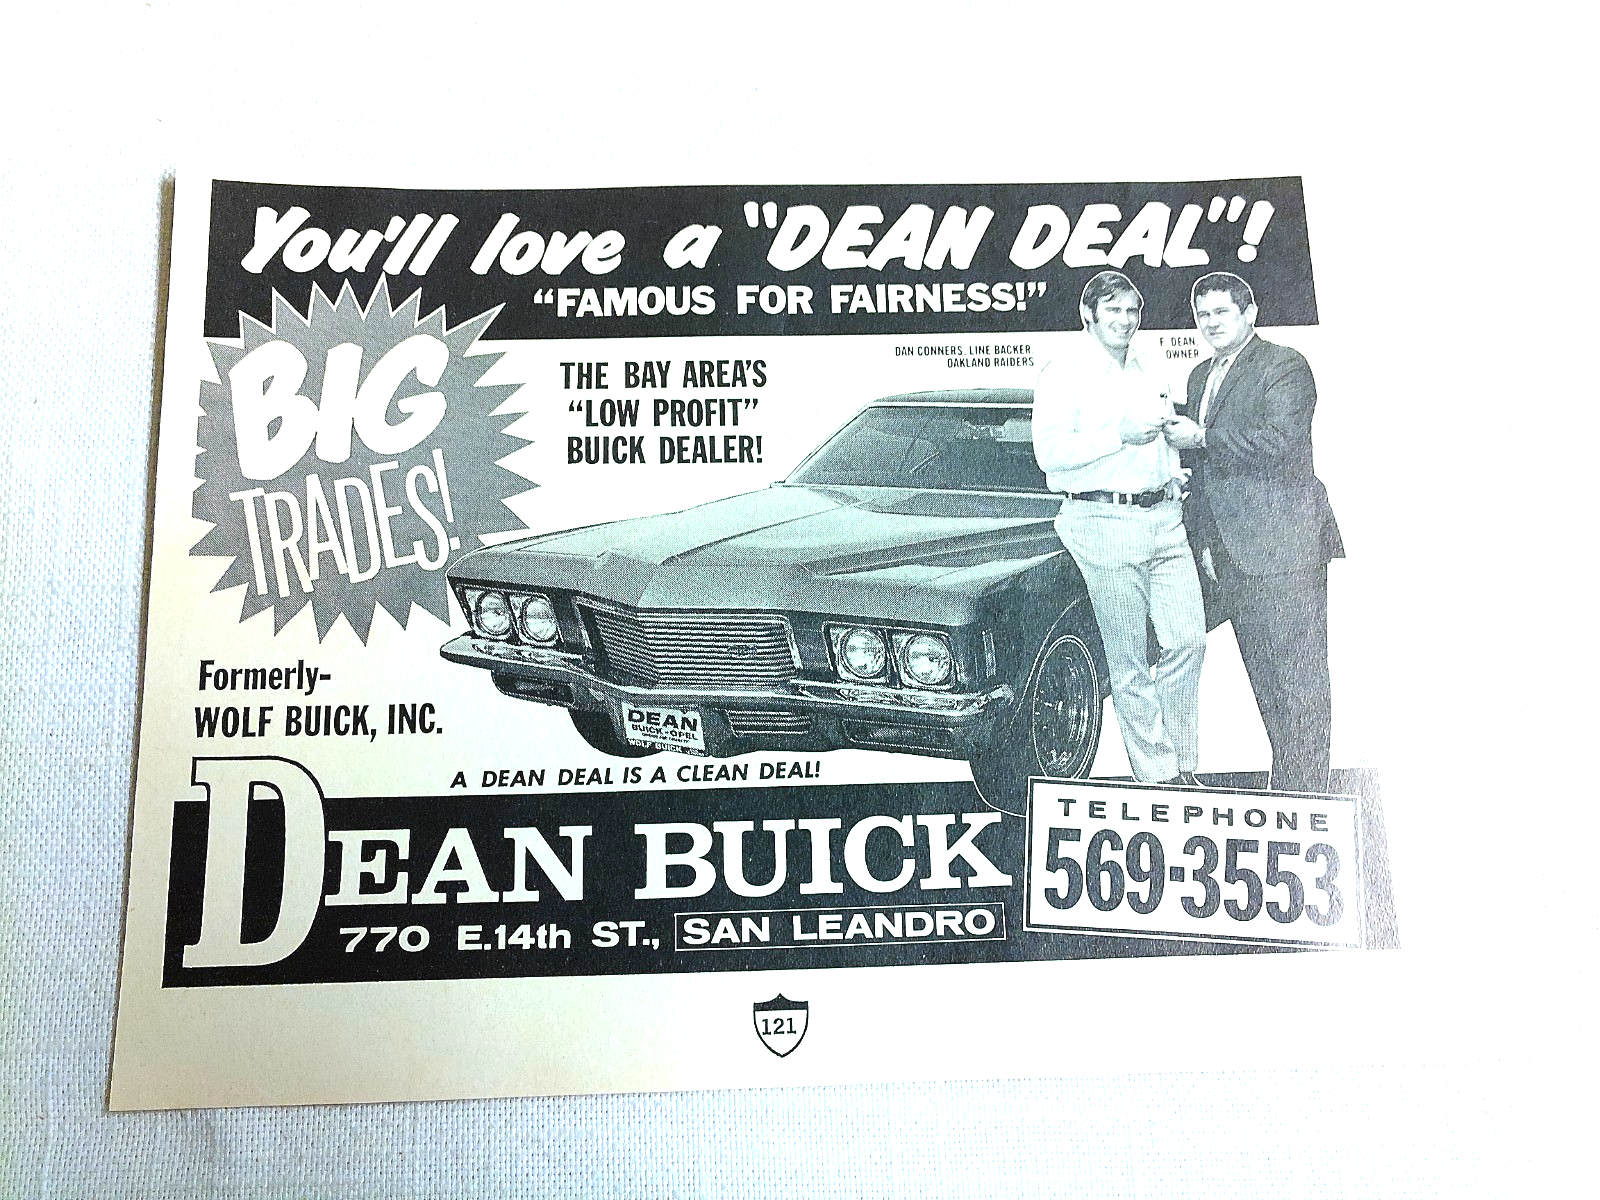 You'll love a "DEAN DEAL"!
"FAMOUS FOR FAIRNESS!"
BIG
TRADES!
THE BAY AREA'S
"LOW PROFIT"
BUICK DEALER!
DAN CONNERS, LINE BACKER,
OAKLAND RAIDERS
F. DEAN,
OWNER
Formerly-
WOLF BUICK, INC.
DEAN
BUICK-OPEL
WOLF BUICK
A DEAN DEAL IS A CLEAN DEAL!
DEAN BUICK
770 E.14th ST., SAN LEANDRO
TELEPHONE
569-3553
121